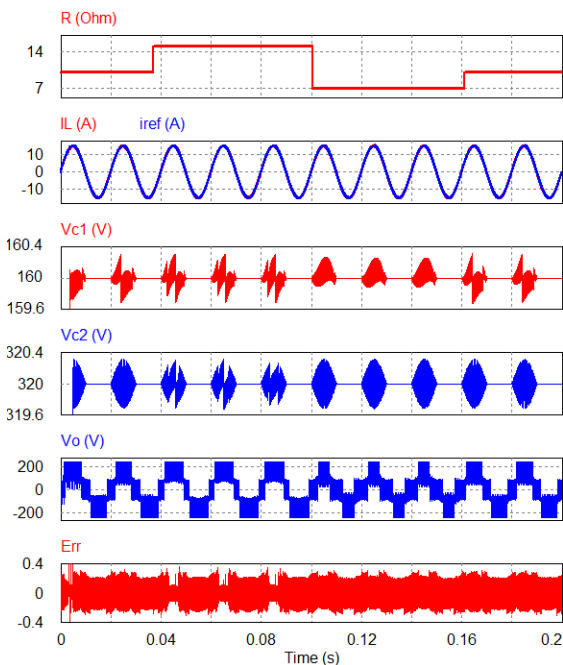 R (Ohm)
14
7
IL (A) iref (A)
10
0
-10
Vc1 (V)
160.4
160
159.6
Vc2 (V)
320.4
320
319.6
Vo (V)
200
0
-200
Err
0.4
0
-0.4
0 0.04 0.08 0.12 0.16 0.2
Time (s)